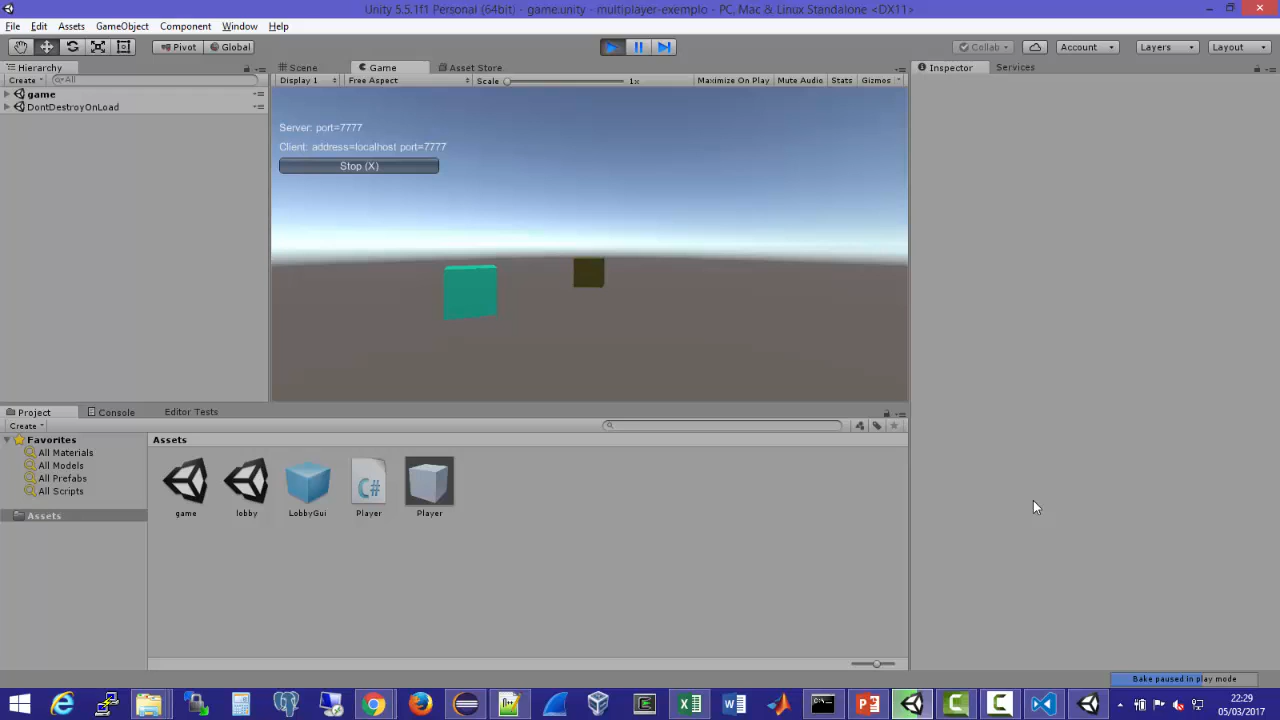 Unity 5.5.1f1 Personal (64bit) - game.unity - multiplayer-exemplo - PC, Mac & Linux Standalone <DX11>
File Edit Assets GameObject Component Window Help
Pivot Global Collab Account Layers Layout
Hierarchy Scene Game Asset Store Inspector Services
Create All Display 1 Free Aspect Scale 1x Maximize On Play Mute Audio Stats Gizmos
game
DontDestroyOnLoad
Server: port=7777
Client: address=localhost port=7777
Stop (X)
Project Console Editor Tests
Create
Favorites Assets
All Materials
All Models
All Prefabs
All Scripts
Assets
C#
game lobby LobbyGui Player Player
Bake paused in play mode
22:29
05/03/2017